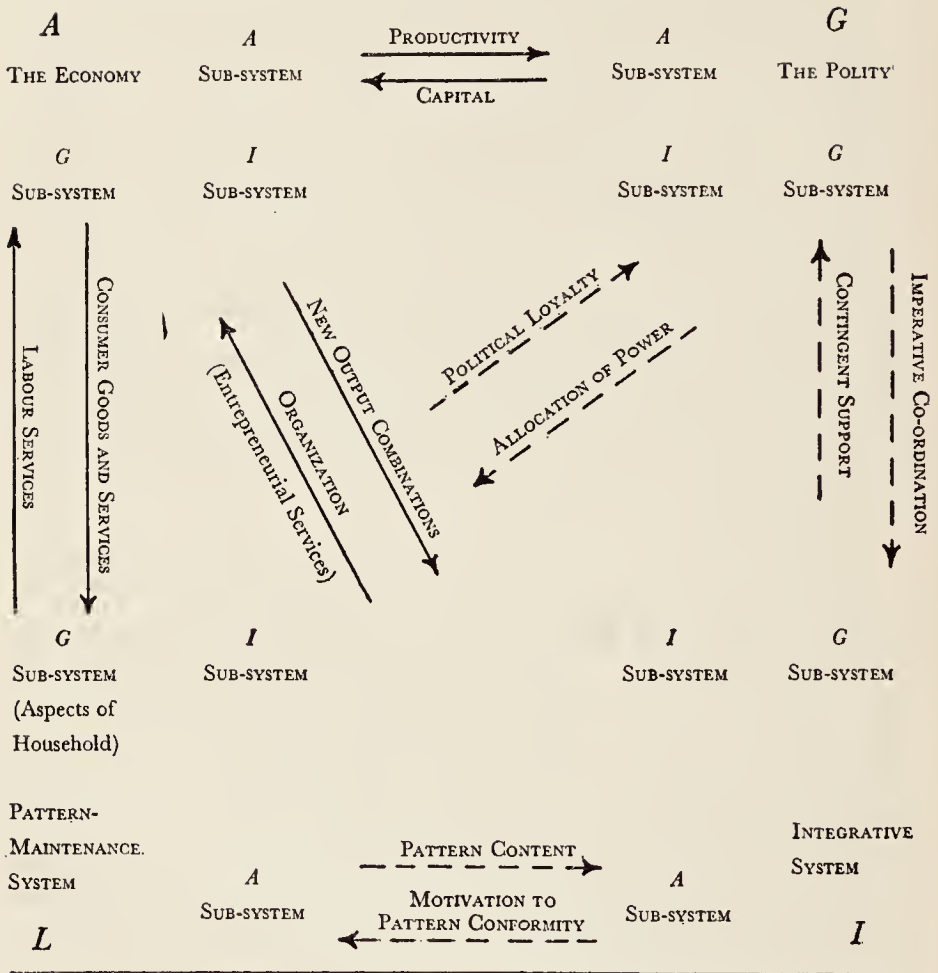 A
G
A
PRODUCTIVITY
A
THE ECONOMY
SUB-SYSTEM
SUB-SYSTEM
THE POLITY
CAPITAL
G
I
I
G
SUB-SYSTEM
SUB-SYSTEM
SUB-SYSTEM
SUB-SYSTEM
LABOUR SERVICES
CONSUMER GOODS AND SERVICES
(Entrepreneurial Services)
ORGANIZATION
NEW OUTPUT COMBINATIONS
POLITICAL LOYALTY
ALLOCATION OF POWER
CONTINGENT SUPPORT
IMPERATIVE CO-ORDINATION
G
I
I
G
SUB-SYSTEM
SUB-SYSTEM
SUB-SYSTEM
SUB-SYSTEM
(Aspects of
Household)
PATTERN-
MAINTENANCE.
SYSTEM
INTEGRATIVE
SYSTEM
PATTERN CONTENT
A
A
SUB-SYSTEM
MOTIVATION TO
PATTERN CONFORMITY
SUB-SYSTEM
L
I